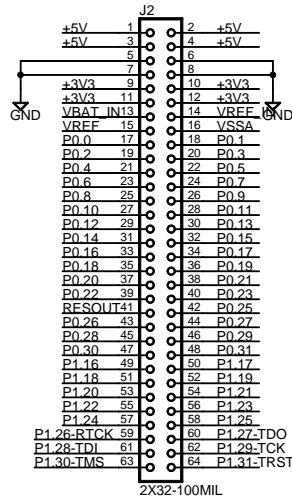 J2
+5V 1 2 +5V
+5V 3 4 +5V
5 6
7 8
+3V3 9 10 +3V3
+3V3 11 12 +3V3
GND VBAT_IN 13 14 VREF_IN GND
VREF 15 16 VSSA
P0.0 17 18 P0.1
P0.2 19 20 P0.3
P0.4 21 22 P0.5
P0.6 23 24 P0.7
P0.8 25 26 P0.9
P0.10 27 28 P0.11
P0.12 29 30 P0.13
P0.14 31 32 P0.15
P0.16 33 34 P0.17
P0.18 35 36 P0.19
P0.20 37 38 P0.21
P0.22 39 40 P0.23
RESOUT 41 42 P0.25
P0.26 43 44 P0.27
P0.28 45 46 P0.29
P0.30 47 48 P0.31
P1.16 49 50 P1.17
P1.18 51 52 P1.19
P1.20 53 54 P1.21
P1.22 55 56 P1.23
P1.24 57 58 P1.25
P1.26-RTCK 59 60 P1.27-TDO
P1.28-TDI 61 62 P1.29-TCK
P1.30-TMS 63 64 P1.31-TRST
2X32-100MIL